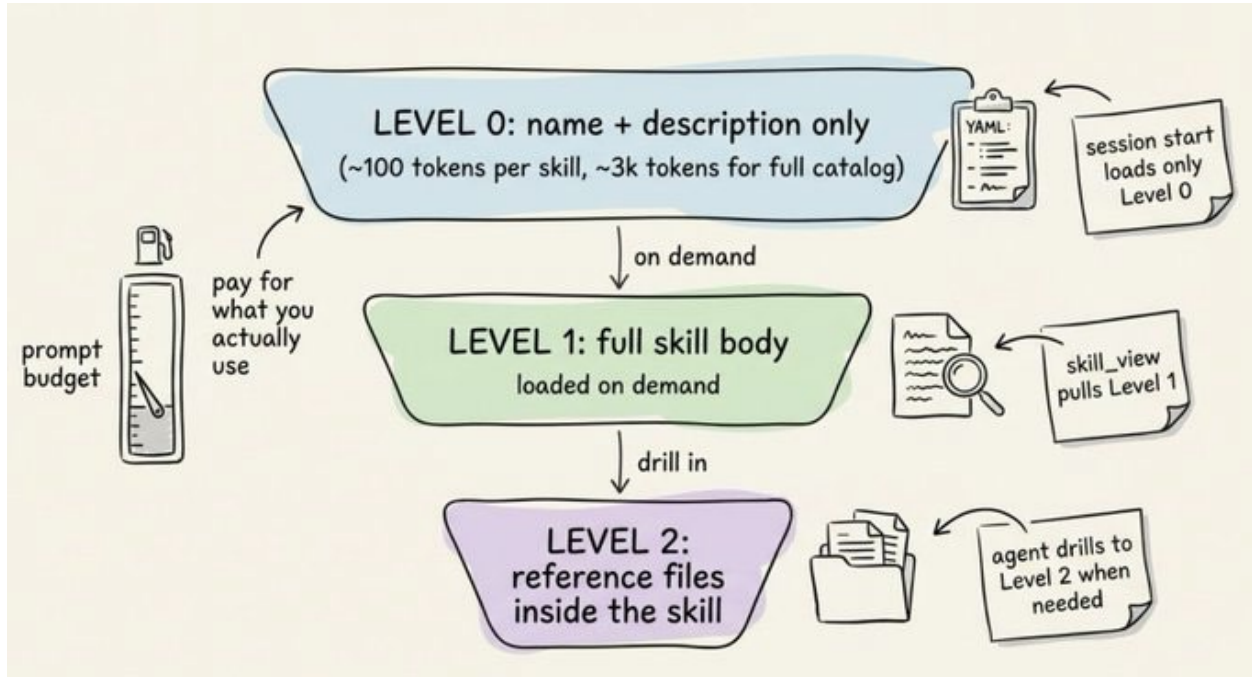 LEVEL 0: name + description only
(~100 tokens per skill, ~3k tokens for full catalog)
YAML:
session start
loads only
Level 0
on demand
pay for
what you
actually
use
prompt
budget
LEVEL 1: full skill body
loaded on demand
skill_view
pulls Level 1
drill in
LEVEL 2:
reference files
inside the skill
agent drills to
Level 2 when
needed